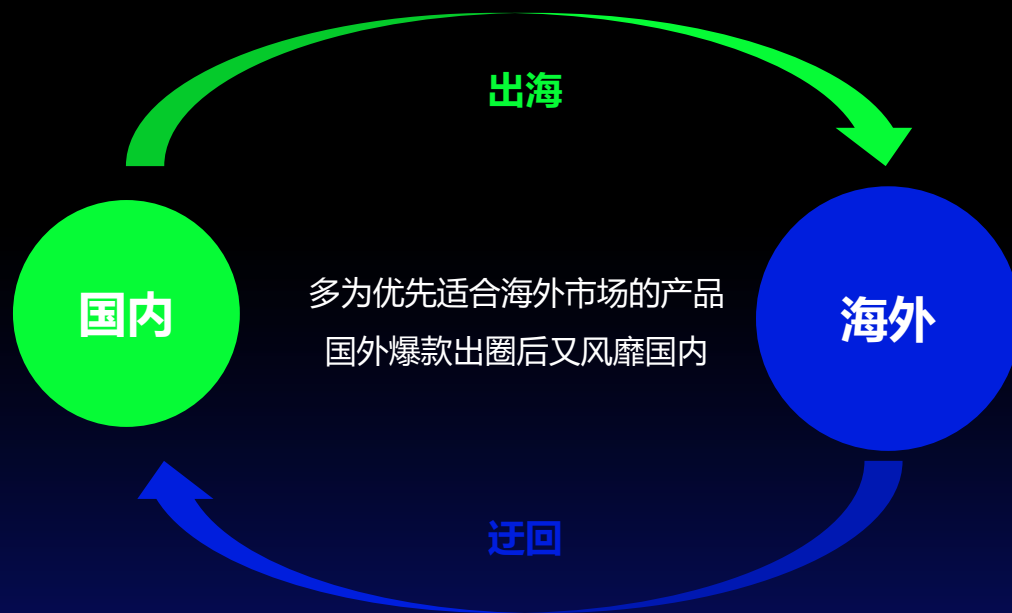 出海
国内
多为优先适合海外市场的产品
国外爆款出圈后又风靡国内
海外
迂回